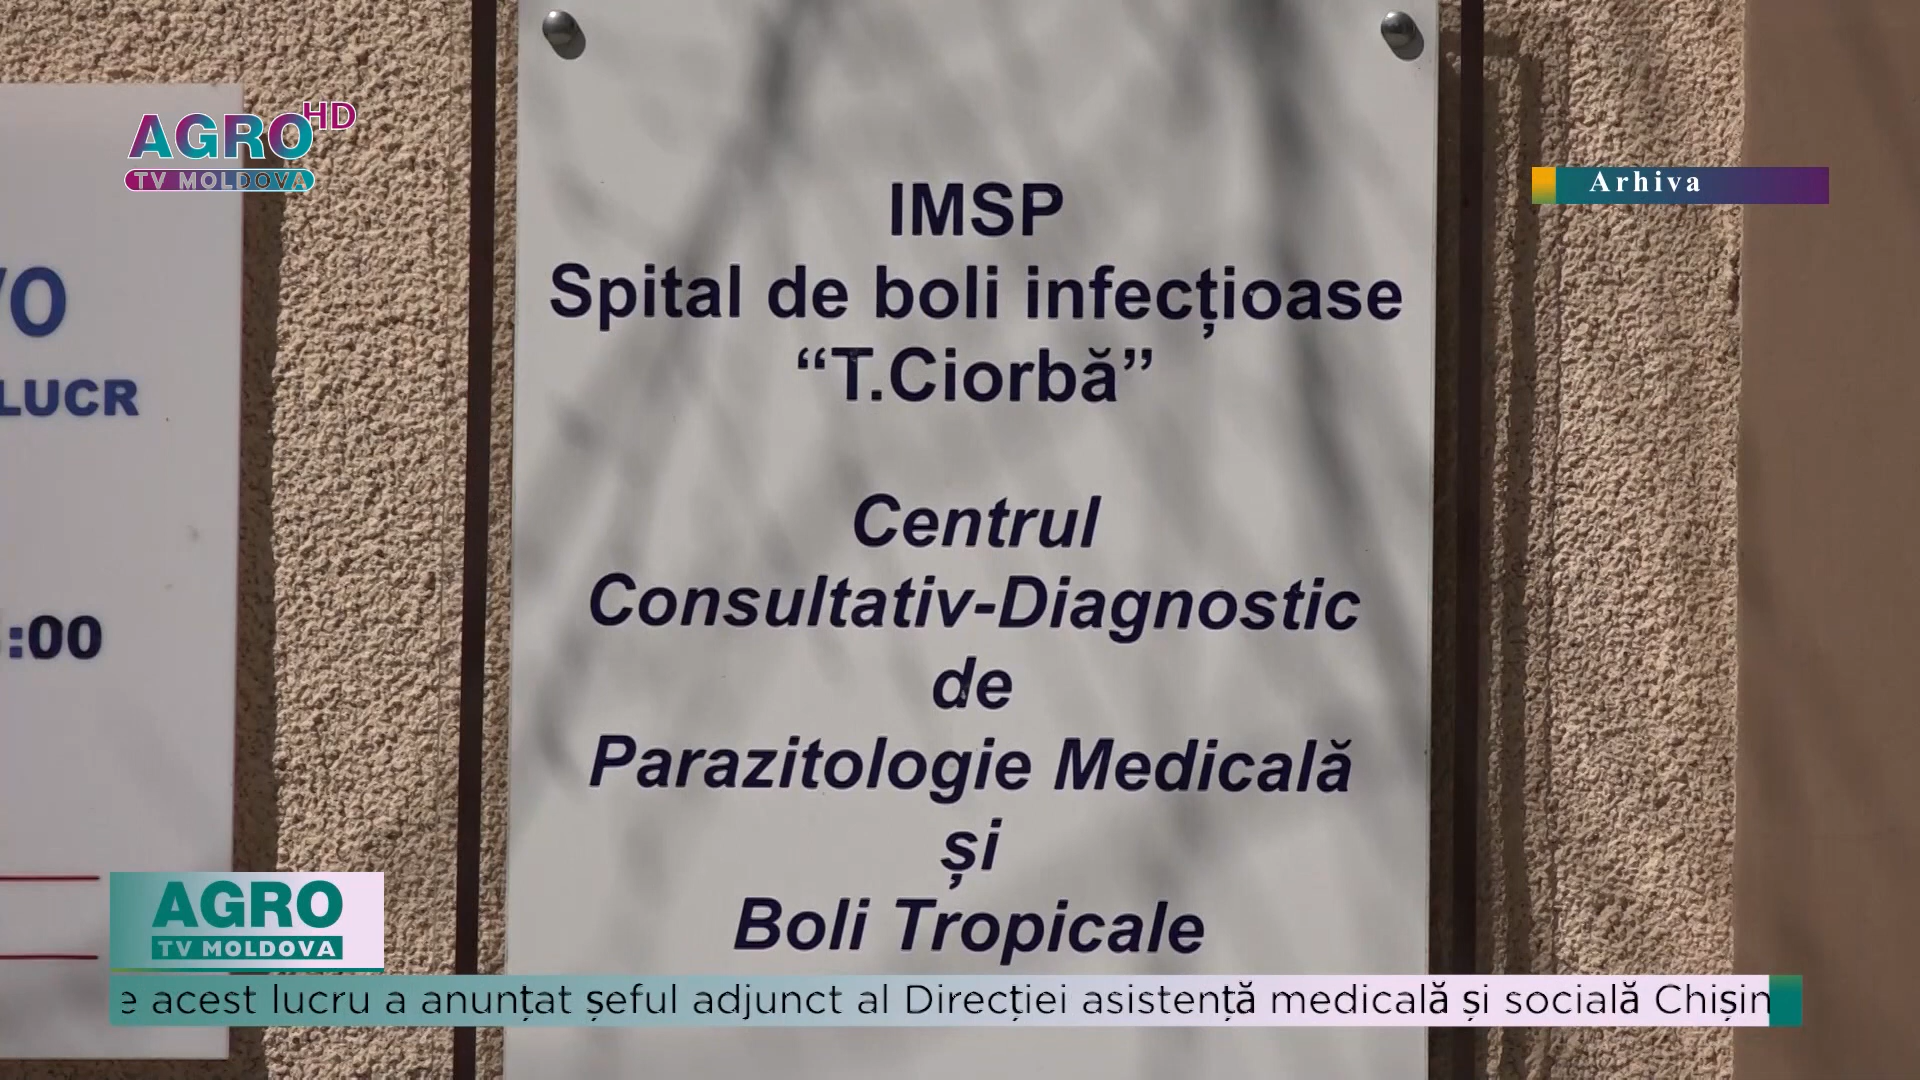 AGRO HD
TV MOLDOVA
Arhiva
LUCR
:00
IMSP
Spital de boli infecțioase
“T.Ciorbă”
Centrul
Consultativ-Diagnostic
de
Parazitologie Medicală
și
Boli Tropicale
AGRO
TV MOLDOVA
acest lucru a anunțat șeful adjunct al Direcției asistență medicală și socială Chișin